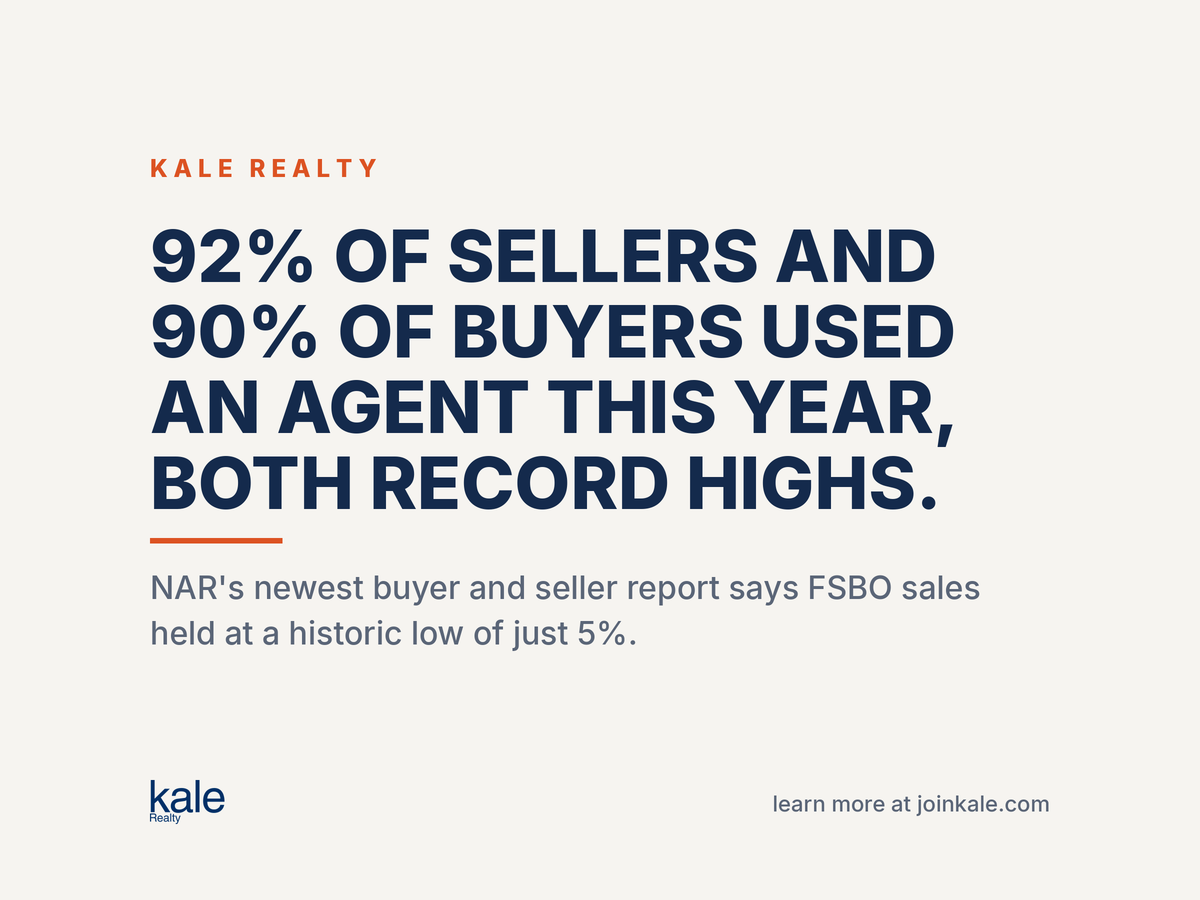 KALE REALTY
92% OF SELLERS AND
90% OF BUYERS USED
AN AGENT THIS YEAR,
BOTH RECORD HIGHS.
NAR's newest buyer and seller report says FSBO sales
held at a historic low of just 5%.
kale
Realty
learn more at joinkale.com